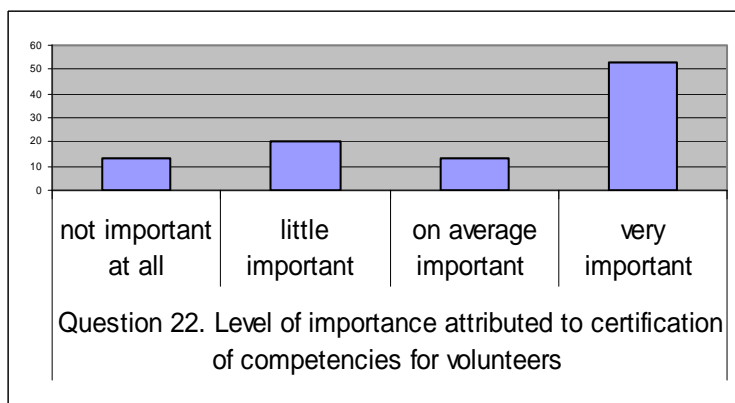 60
50
40
30
20
10
0
not important
at all
little
important
on average
important
very
important
Question 22. Level of importance attributed to certification
of competencies for volunteers